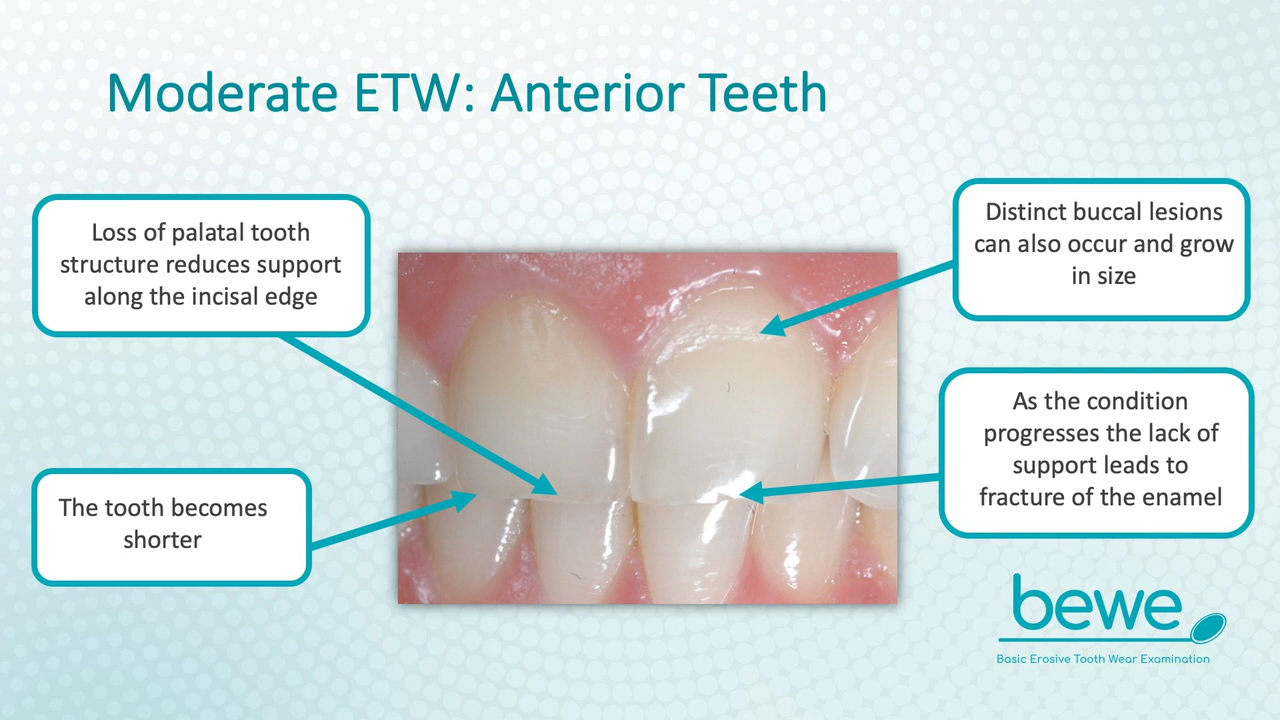 Moderate ETW: Anterior Teeth
Loss of palatal tooth
structure reduces support
along the incisal edge
The tooth becomes
shorter
Distinct buccal lesions
can also occur and grow
in size
As the condition
progresses the lack of
support leads to
fracture of the enamel
bewe
Basic Erosive Tooth Wear Examination